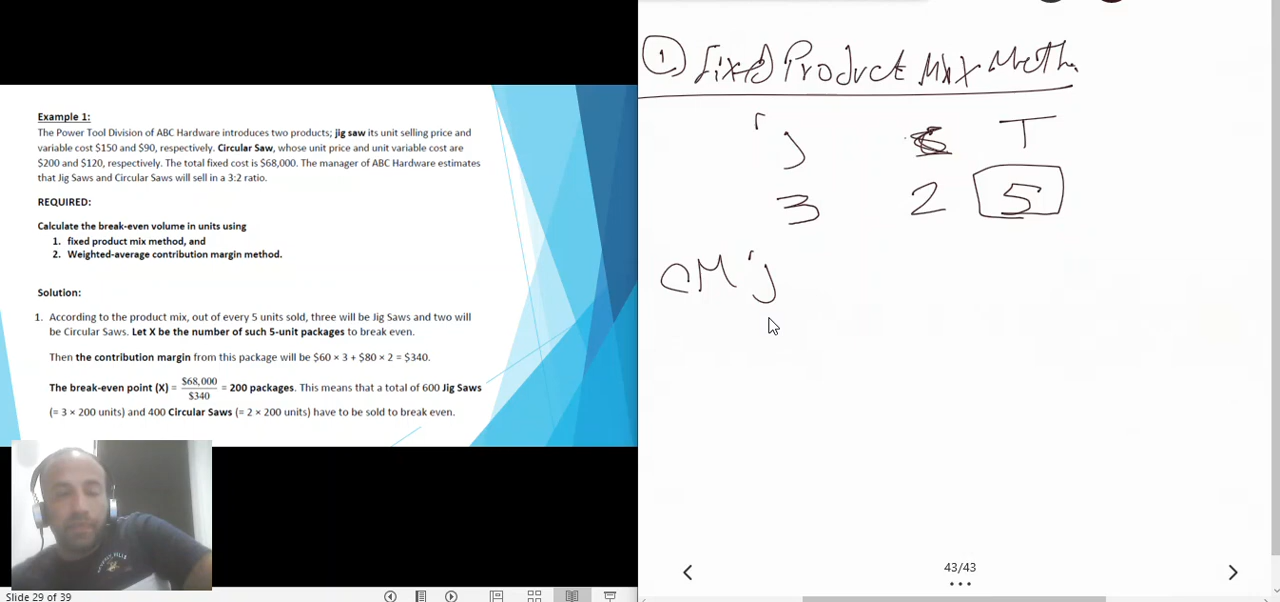 Example 1:
The Power Tool Division of ABC Hardware introduces two products; jig saw its unit selling price and
variable cost $150 and $90, respectively. Circular Saw, whose unit price and unit variable cost are
$200 and $120, respectively. The total fixed cost is $68,000. The manager of ABC Hardware estimates
that Jig Saws and Circular Saws will sell in a 3:2 ratio.
REQUIRED:
Calculate the break-even volume in units using
1. fixed product mix method, and
2. Weighted-average contribution margin method.
Solution:
1. According to the product mix, out of every 5 units sold, three will be Jig Saws and two will
be Circular Saws. Let X be the number of such 5-unit packages to break even.
Then the contribution margin from this package will be $60 × 3 + $80 × 2 = $340.
The break-even point (X) = $68,000 / $340 = 200 packages. This means that a total of 600 Jig Saws
(= 3 × 200 units) and 400 Circular Saws (= 2 × 200 units) have to be sold to break even.
Slide 29 of 39
1 Fixed Product Mix Meth.
J T
3 2 5
CM J
43/43